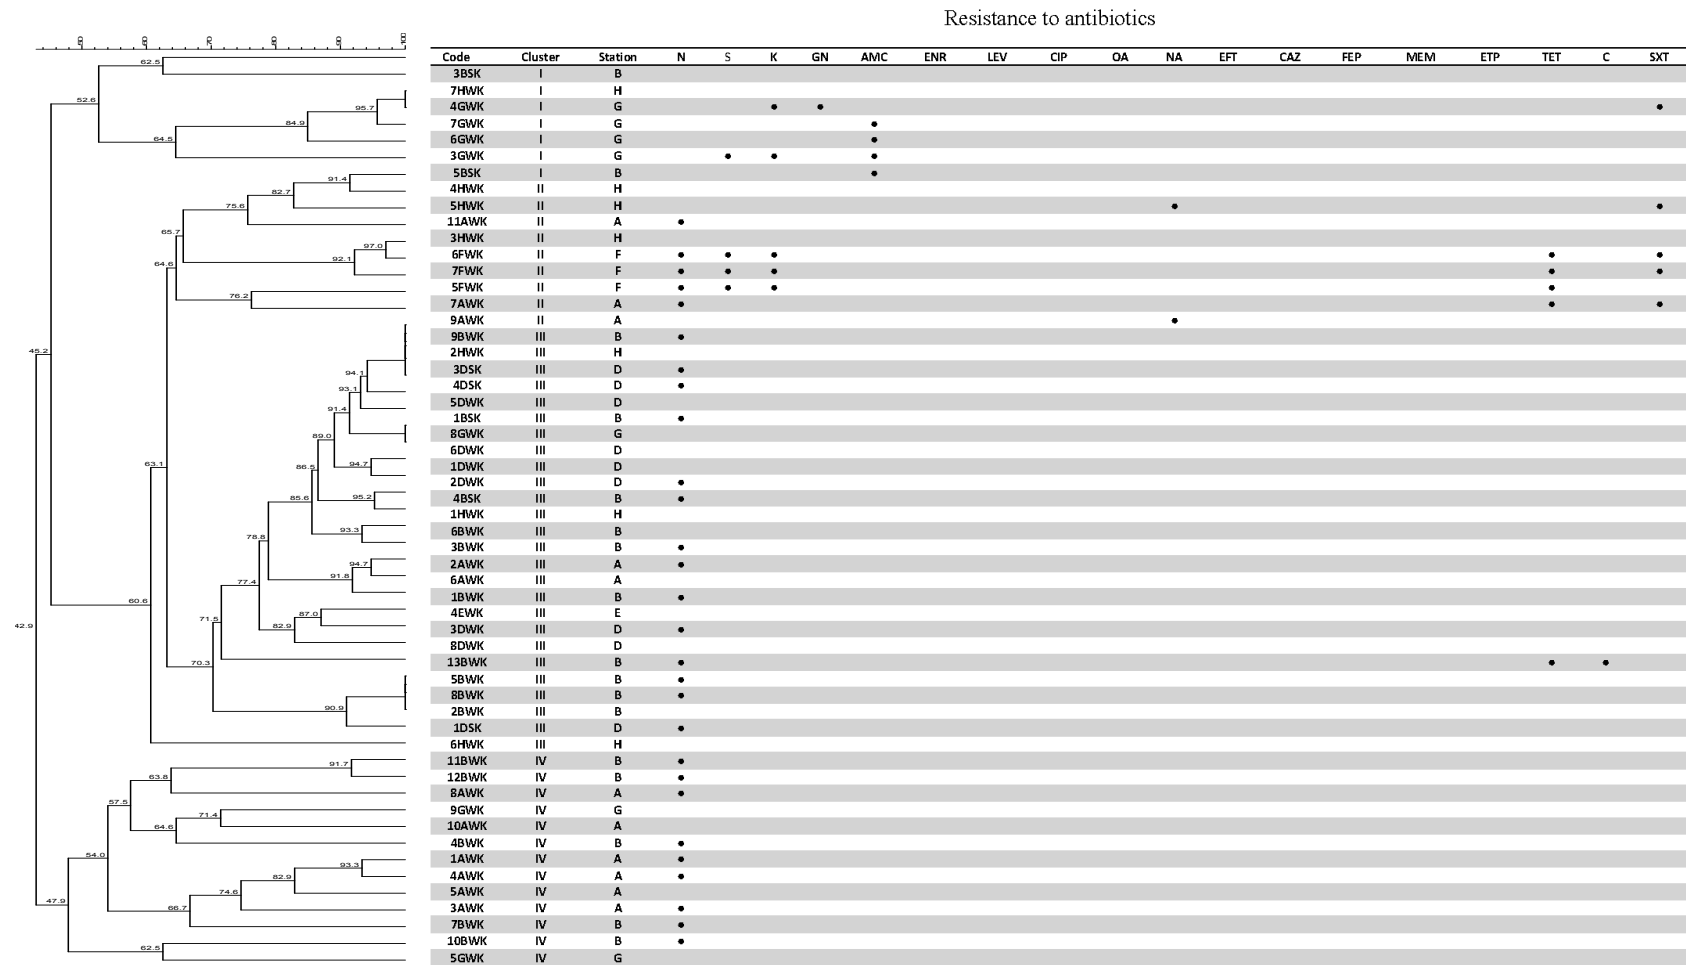 Resistance to antibiotics
50 60 70 80 90 100
Code Cluster Station N S K GN AMC ENR LEV CIP OA NA EFT CAZ FEP MEM ETP TET C SXT
62.5 3BSK I B
7HWK I H
52.6 95.7 4GWK I G • • •
84.9 7GWK I G •
64.5 6GWK I G •
3GWK I G • • •
5BSK I B •
91.4 4HWK II H
82.7 5HWK II H • •
75.6 11AWK II A •
65.7 3HWK II H
97.0 6FWK II F • • • • •
64.6 92.1 7FWK II F • • • • •
5FWK II F • • • •
76.2 7AWK II A • • •
9AWK II A •
9BWK III B •
45.2 2HWK III H
94.1 3DSK III D •
93.1 4DSK III D •
5DWK III D
91.4 1BSK III B •
89.0 8GWK III G
6DWK III D
63.1 86.5 94.7 1DWK III D
2DWK III D •
85.6 95.2 4BSK III B •
1HWK III H
93.3 6BWK III B
78.8 3BWK III B •
94.7 2AWK III A •
77.4 91.8 6AWK III A
60.6 1BWK III B •
87.0 4EWK III E
42.9 71.5 82.9 3DWK III D •
8DWK III D
70.3 13BWK III B • • •
5BWK III B •
8BWK III B •
90.9 2BWK III B
1DSK III D •
6HWK III H
91.7 11BWK IV B •
63.8 12BWK IV B •
8AWK IV A •
57.5 9GWK IV G
71.4 64.6 10AWK IV A
4BWK IV B •
54.0 93.3 1AWK IV A •
82.9 4AWK IV A •
74.6 5AWK IV A
47.9 66.7 3AWK IV A •
7BWK IV B •
62.5 10BWK IV B •
5GWK IV G